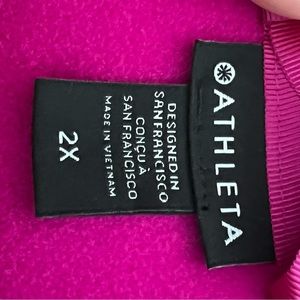 ATHLETA
DESIGNED IN
SAN FRANCISCO
CONÇU À
SAN FRANCISCO
MADE IN VIETNAM
2X